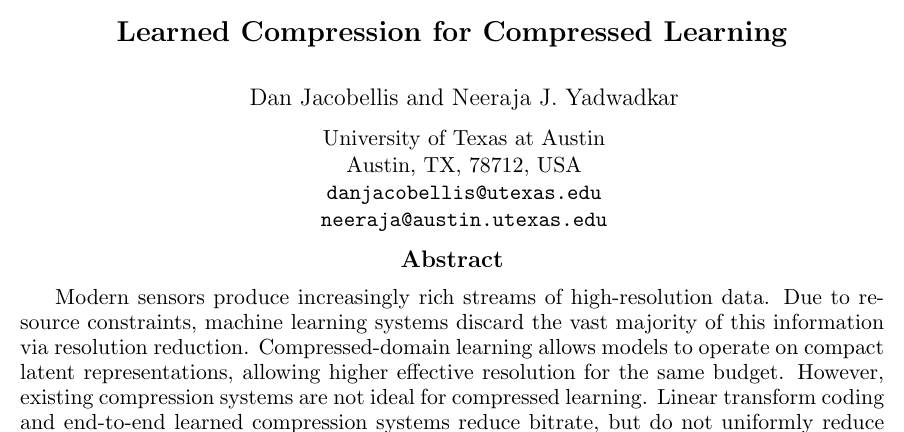 Learned Compression for Compressed Learning
Dan Jacobellis and Neeraja J. Yadwadkar
University of Texas at Austin
Austin, TX, 78712, USA
danjacobellis@utexas.edu
neeraja@austin.utexas.edu
Abstract
Modern sensors produce increasingly rich streams of high-resolution data. Due to re-
source constraints, machine learning systems discard the vast majority of this information
via resolution reduction. Compressed-domain learning allows models to operate on compact
latent representations, allowing higher effective resolution for the same budget. However,
existing compression systems are not ideal for compressed learning. Linear transform coding
and end-to-end learned compression systems reduce bitrate, but do not uniformly reduce